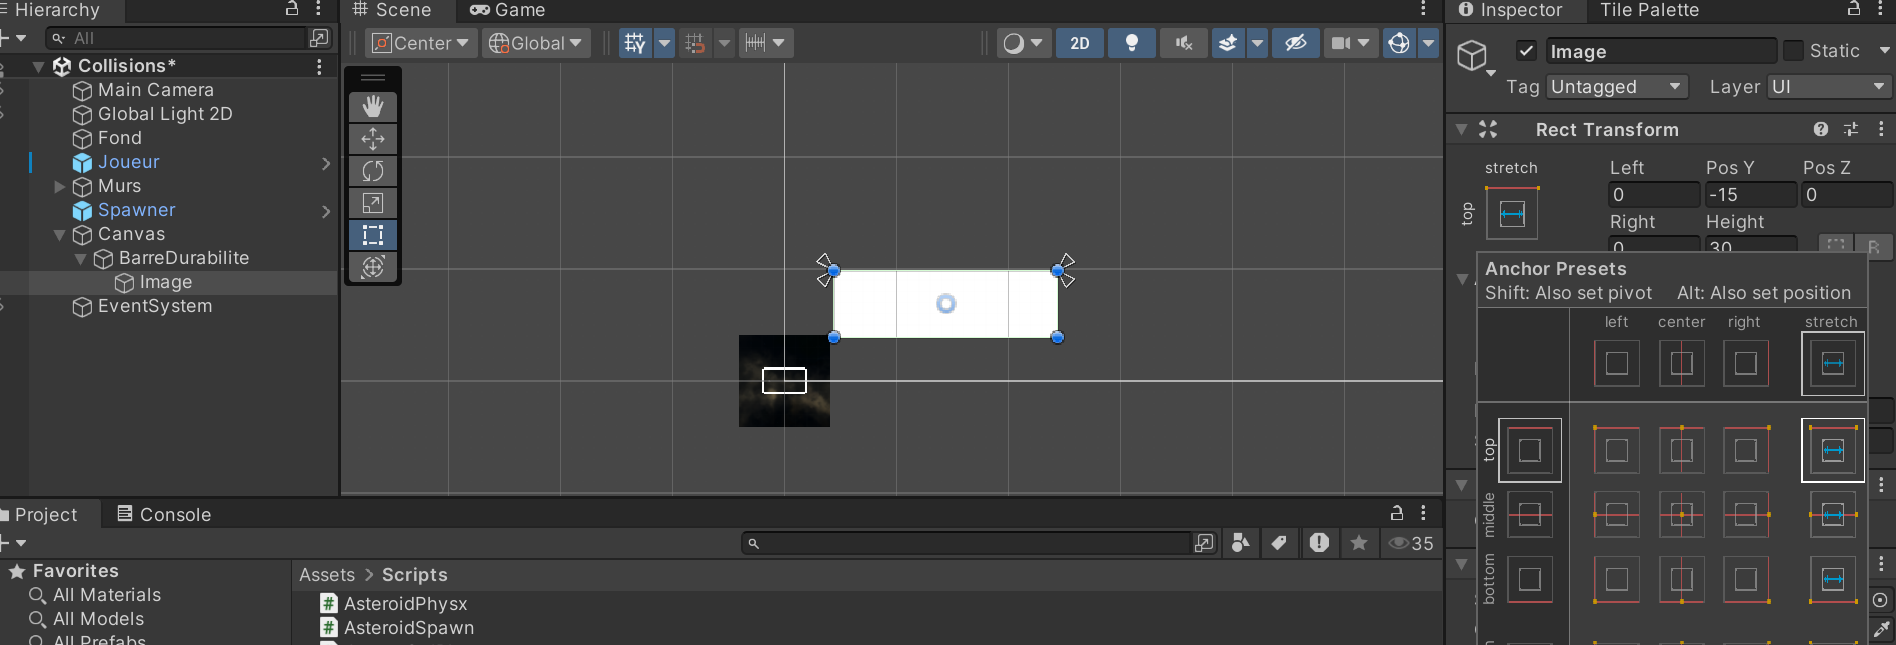 Hierarchy
All
Collisions*
Main Camera
Global Light 2D
Fond
Joueur
Murs
Spawner
Canvas
BarreDurabilite
Image
EventSystem
Scene
Game
Center
Global
2D
Inspector
Tile Palette
Image
Static
Tag
Untagged
Layer
UI
Rect Transform
stretch
top
Left
Pos Y
Pos Z
0
-15
0
Right
Height
0
30
R
Anchor Presets
Shift: Also set pivot
Alt: Also set position
left
center
right
stretch
top
middle
bottom
Project
Console
35
Favorites
All Materials
All Models
All Prefabs
Assets > Scripts
AsteroidPhysx
AsteroidSpawn